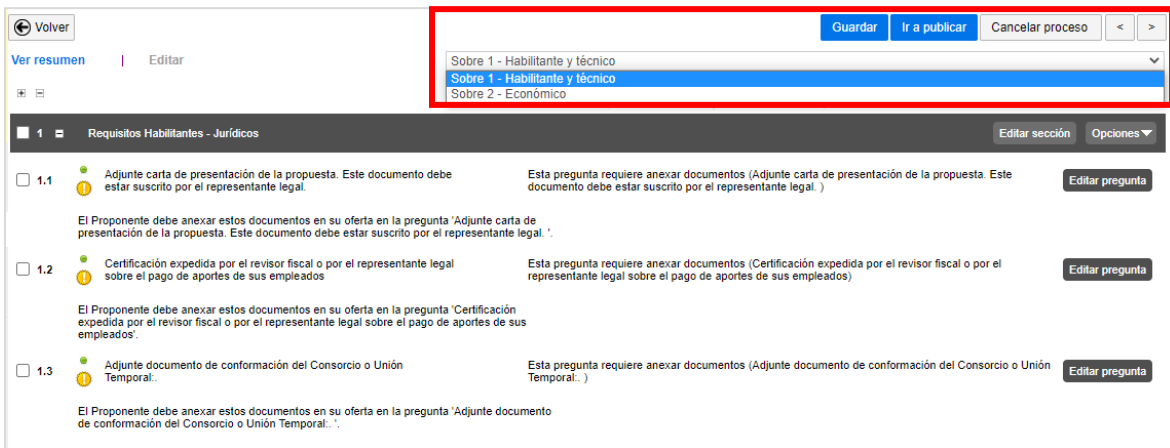 Volver
Guardar Ir a publicar Cancelar proceso < >
Ver resumen | Editar
Sobre 1 - Habilitante y técnico
Sobre 1 - Habilitante y técnico
Sobre 2 - Económico
1 Requisitos Habilitantes - Jurídicos Editar sección Opciones
1.1 Adjunte carta de presentación de la propuesta. Este documento debe
estar suscrito por el representante legal.
Esta pregunta requiere anexar documentos (Adjunte carta de presentación de la propuesta. Este
documento debe estar suscrito por el representante legal. )
Editar pregunta
El Proponente debe anexar estos documentos en su oferta en la pregunta 'Adjunte carta de
presentación de la propuesta. Este documento debe estar suscrito por el representante legal. '.
1.2 Certificación expedida por el revisor fiscal o por el representante legal
sobre el pago de aportes de sus empleados
Esta pregunta requiere anexar documentos (Certificación expedida por el revisor fiscal o por el
representante legal sobre el pago de aportes de sus empleados)
Editar pregunta
El Proponente debe anexar estos documentos en su oferta en la pregunta 'Certificación
expedida por el revisor fiscal o por el representante legal sobre el pago de aportes de sus
empleados'.
1.3 Adjunte documento de conformación del Consorcio o Unión
Temporal:.
Esta pregunta requiere anexar documentos (Adjunte documento de conformación del Consorcio o Unión
Temporal:. )
Editar pregunta
El Proponente debe anexar estos documentos en su oferta en la pregunta 'Adjunte documento
de conformación del Consorcio o Unión Temporal:. '.